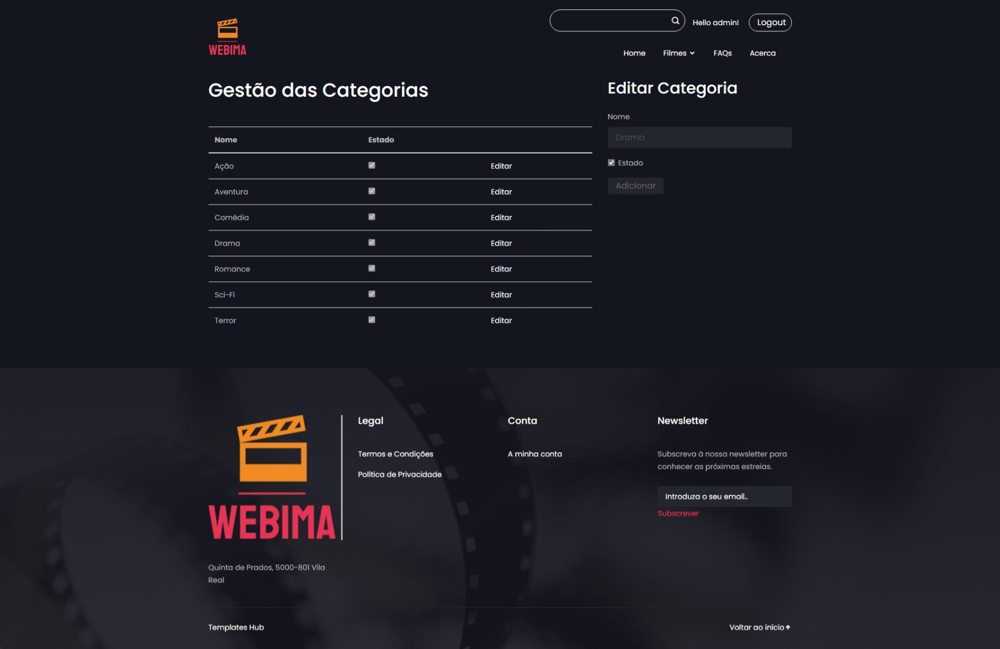 WEBIMA
Hello admin!
Logout
Home
Filmes
FAQs
Acerca
Gestão das Categorias
Nome
Estado
Ação
Editar
Aventura
Editar
Comédia
Editar
Drama
Editar
Romance
Editar
Sci-Fi
Editar
Terror
Editar
Editar Categoria
Nome
Drama
Estado
Adicionar
WEBIMA
Quinta de Prados, 5000-801 Vila
Real
Legal
Termos e Condições
Política de Privacidade
Conta
A minha conta
Newsletter
Subscreva à nossa newsletter para
conhecer as próximas estreias.
Introduza o seu email..
Subscrever
Templates Hub
Voltar ao início